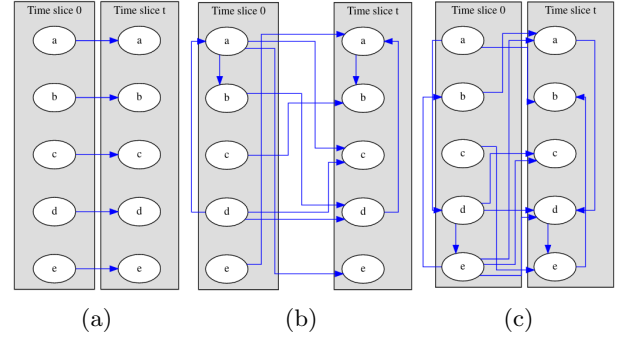 Time slice 0 Time slice t Time slice 0 Time slice t Time slice 0 Time slice t
a a a a a a
b b b b b b
c c c c c c
d d d d d d
e e e e e e
(a) (b) (c)